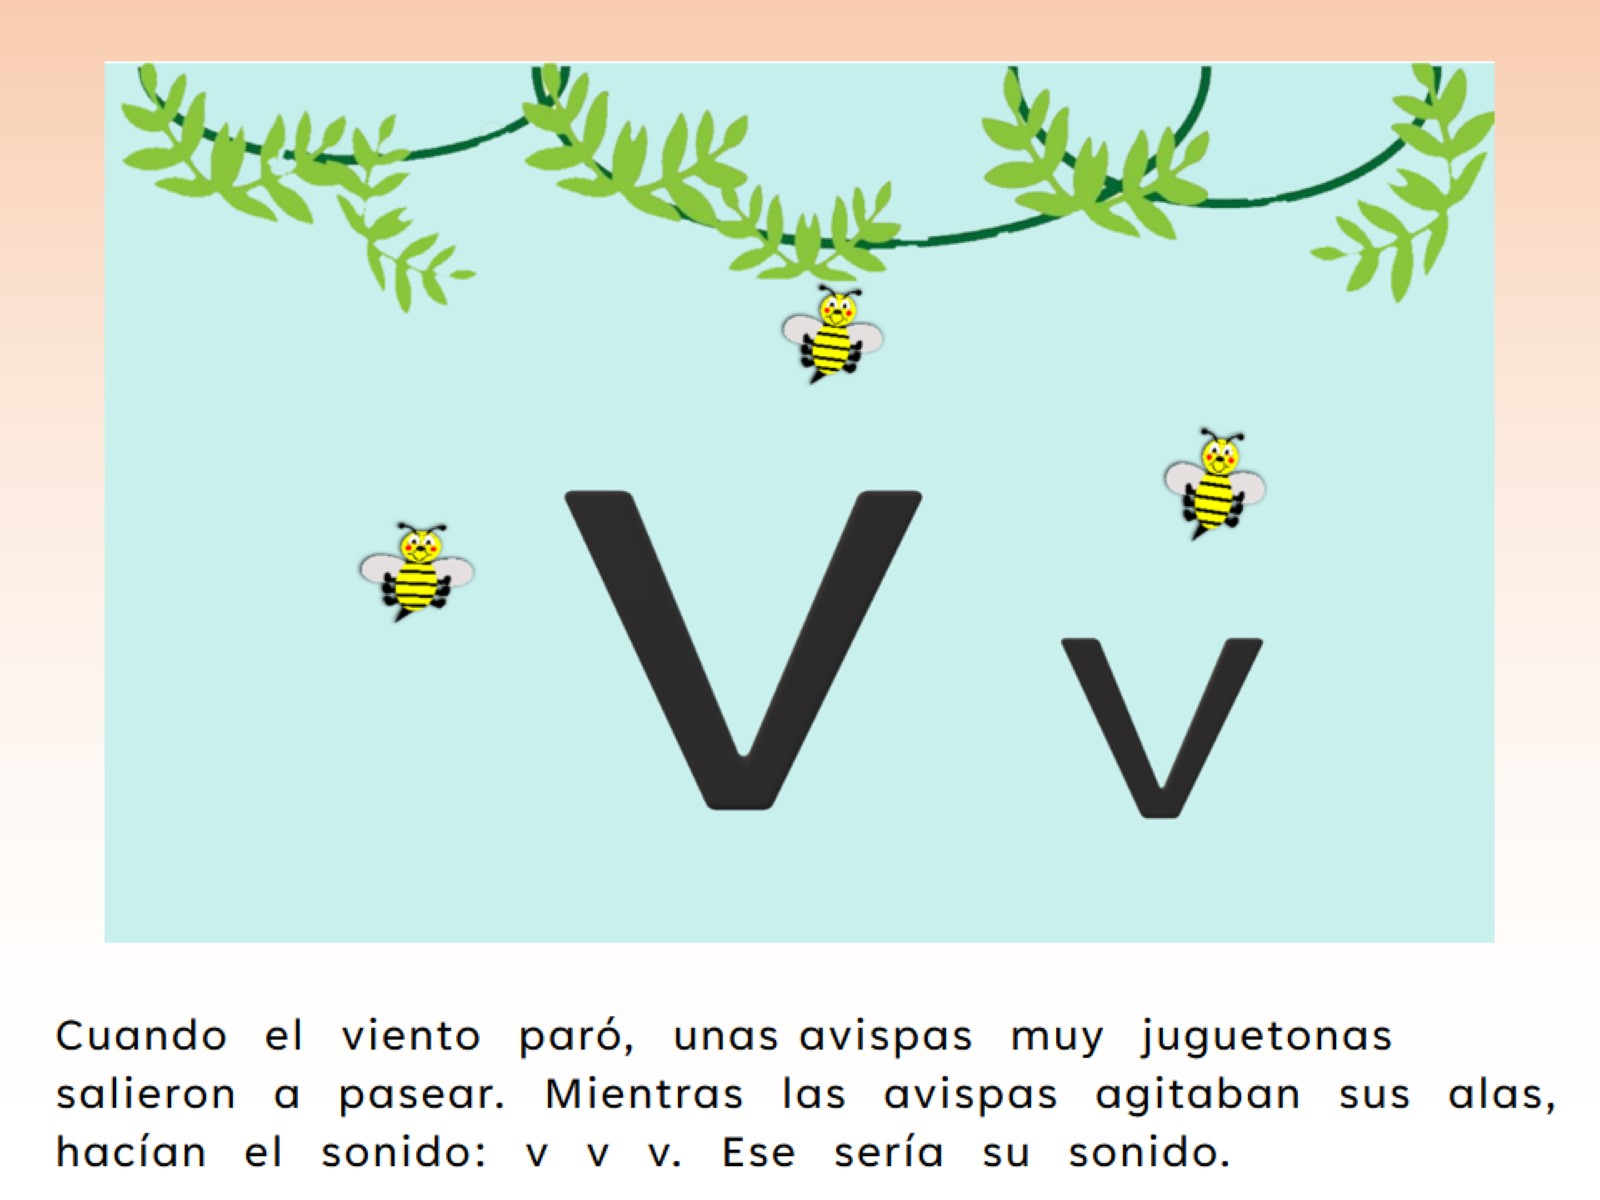 V v
Cuando el viento paró, unas avispas muy juguetonas
salieron a pasear. Mientras las avispas agitaban sus alas,
hacían el sonido: v v v. Ese sería su sonido.